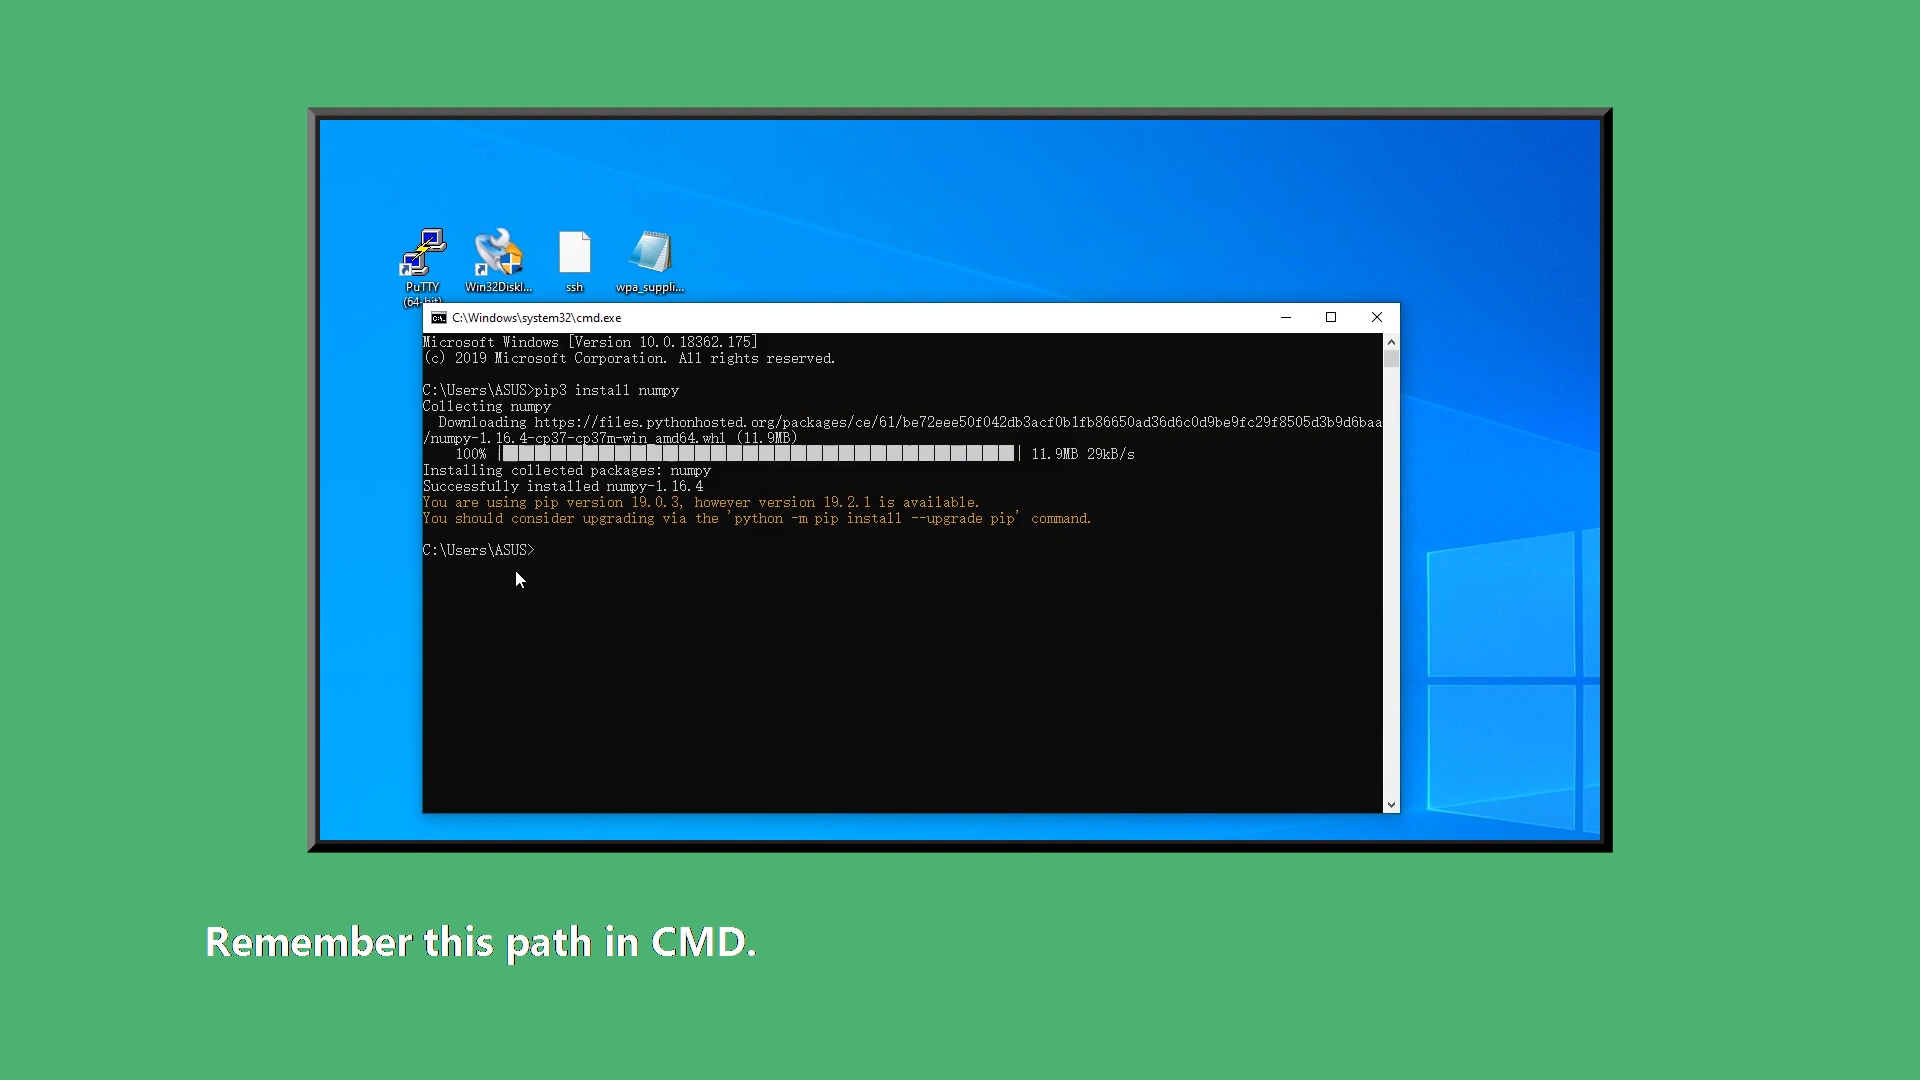 PuTTY
(64-bit)
Win32DiskI...
ssh
wpa_suppli...
C:\Windows\system32\cmd.exe
Microsoft Windows [Version 10.0.18362.175]
(c) 2019 Microsoft Corporation. All rights reserved.
C:\Users\ASUS>pip3 install numpy
Collecting numpy
Downloading https://files.pythonhosted.org/packages/ce/61/be72eee50f042db3acf0b1fb86650ad36d6c0d9be9fc29f8505d3b9d6baa
/numpy-1.16.4-cp37-cp37m-win_amd64.whl (11.9MB)
100% |████████████████████████████████| 11.9MB 29kB/s
Installing collected packages: numpy
Successfully installed numpy-1.16.4
You are using pip version 19.0.3, however version 19.2.1 is available.
You should consider upgrading via the 'python -m pip install --upgrade pip' command.
C:\Users\ASUS>
Remember this path in CMD.